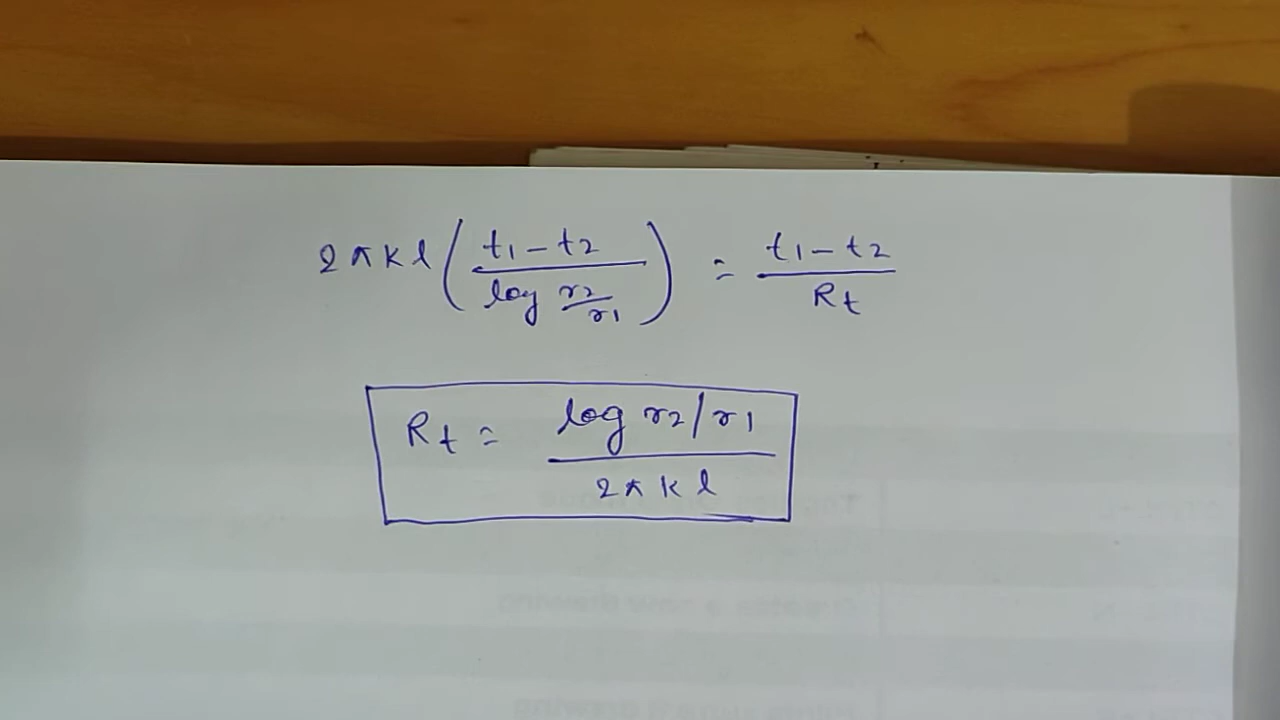 2πkl ( t1 - t2 / log r2/r1 ) = t1 - t2 / Rt
Rt = log r2/r1 / 2πkl